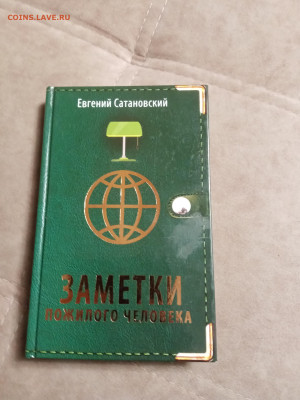 COINS.LAVE.RU
Евгений Сатановский
ЗАМЕТКИ
ПОЖИЛОГО ЧЕЛОВЕКА